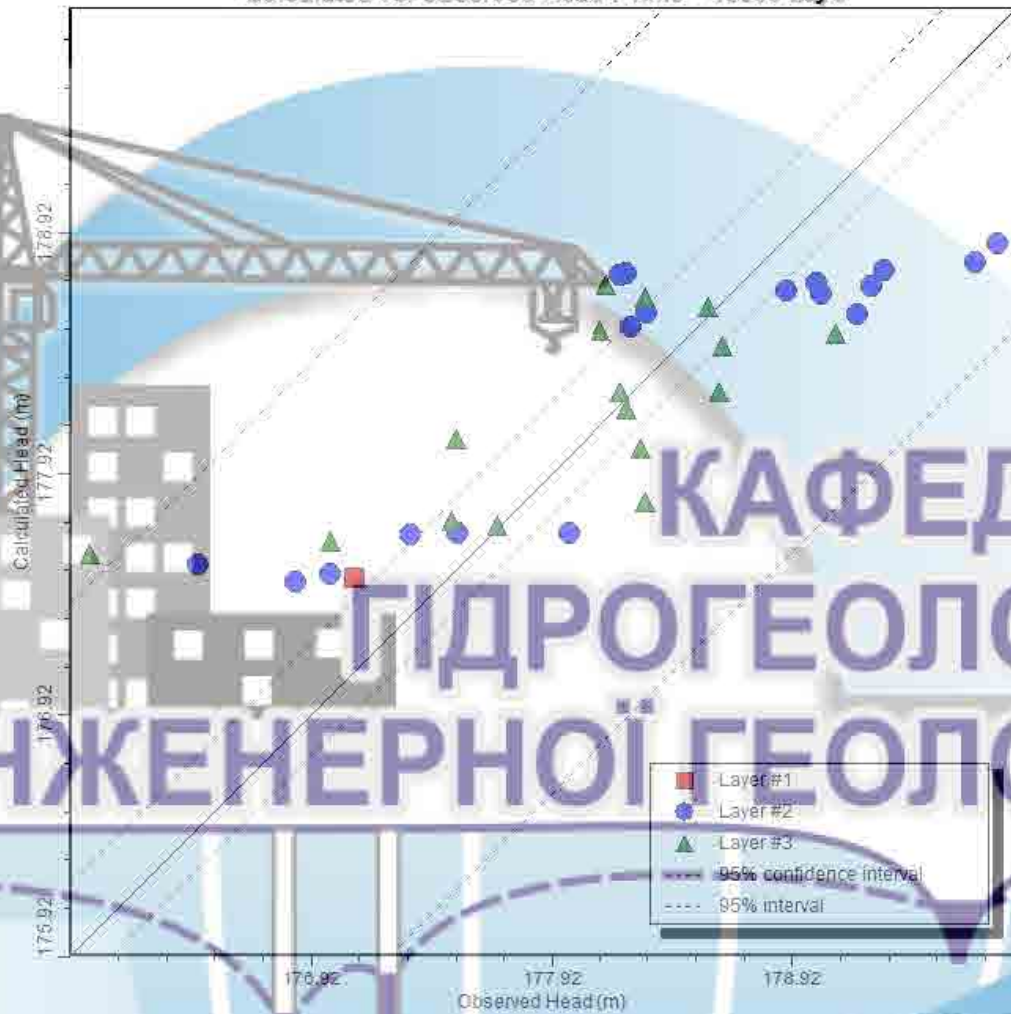 178.92
177.92
176.92
175.92
Calculated Head (m)
КАФЕД
ГІДРОГЕОЛО
НЖЕНЕРНОЇ ГЕОЛО
Layer #1
Layer #2
Layer #3
95% confidence interval
95% interval
176.92 177.92 178.92
Observed Head (m)